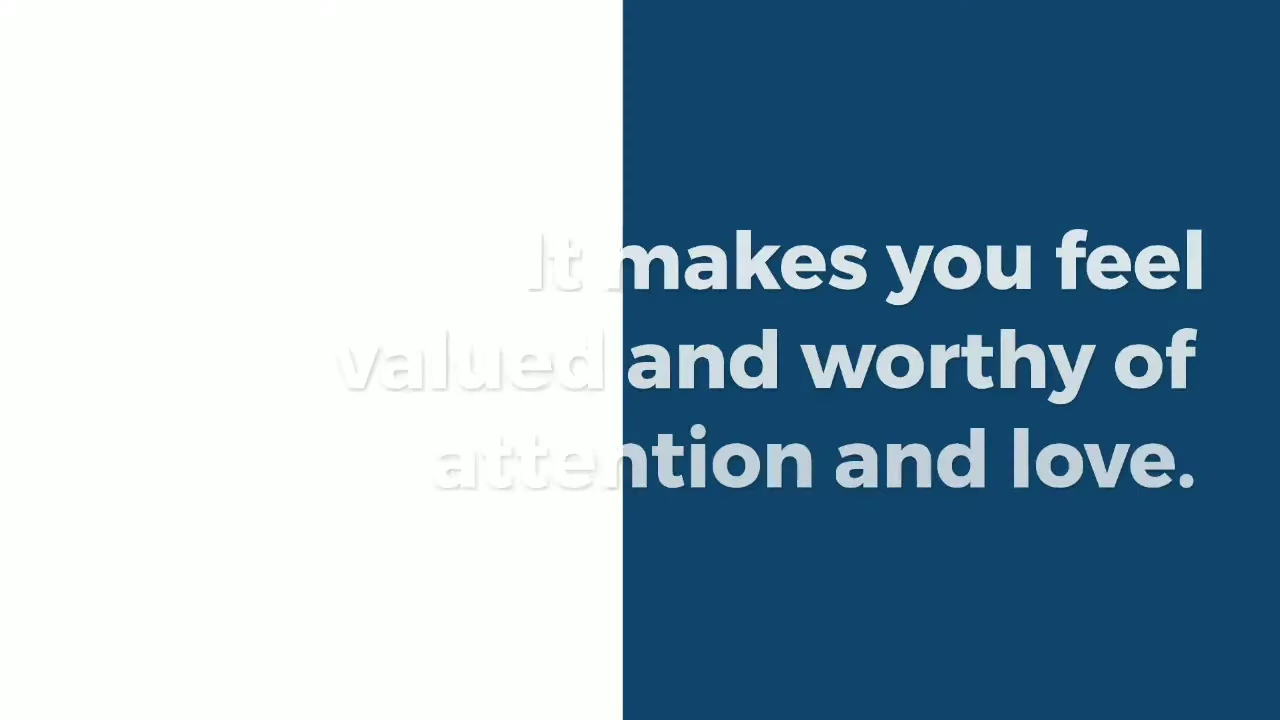 It makes you feel
valued and worthy of
attention and love.